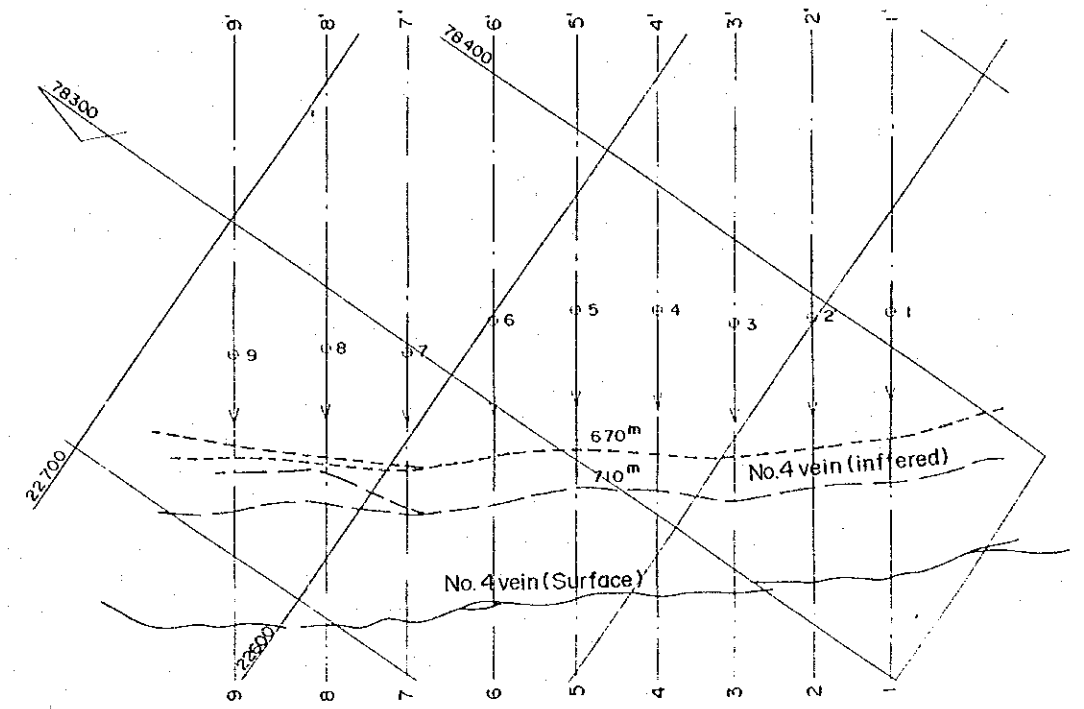 9' 8' 7' 6' 5' 4' 3' 2' 1'
78300
78400
9 8 7 6 5 4 3 2 1
670m
710m
No.4 vein (inffered)
22700
No. 4 vein (Surface)
22600
9 8 7 6 5 4 3 2 1